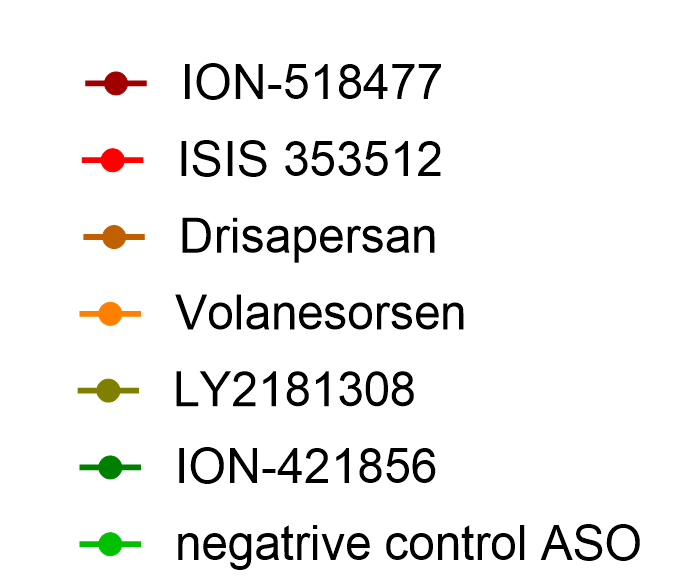 ION-518477
ISIS 353512
Drisapersan
Volanesorsen
LY2181308
ION-421856
negatrive control ASO